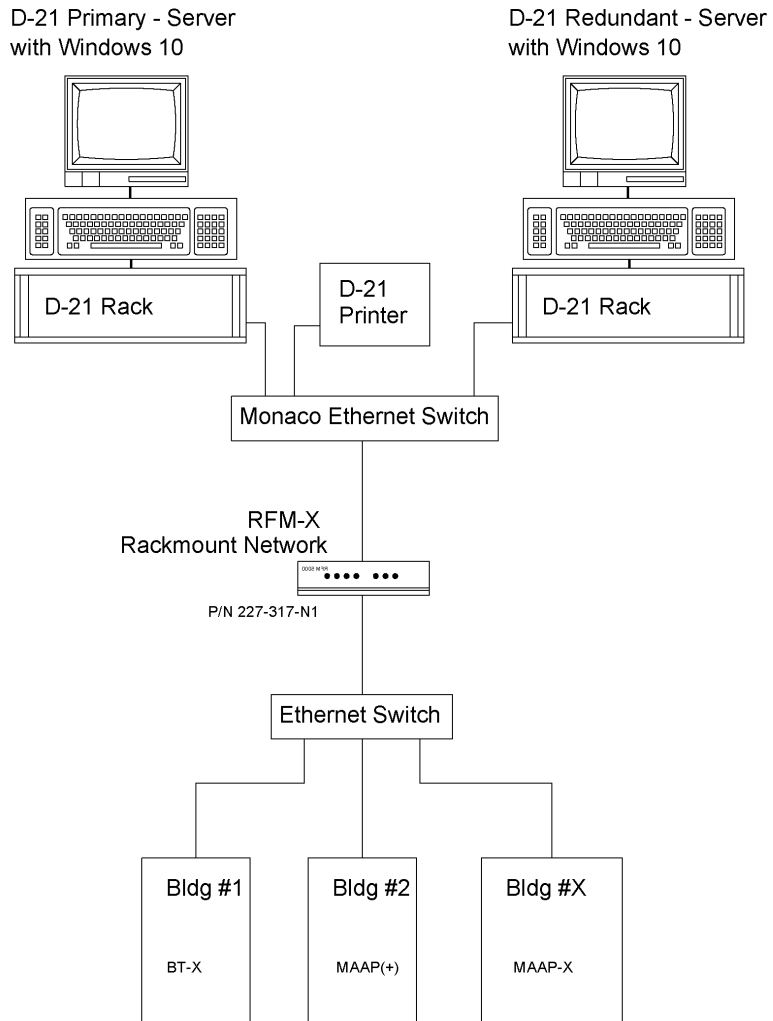 D-21 Primary - Server
with Windows 10
D-21 Redundant - Server
with Windows 10
D-21 Rack
D-21
Printer
D-21 Rack
Monaco Ethernet Switch
RFM-X
Rackmount Network
P/N 227-317-N1
Ethernet Switch
Bldg #1
BT-X
Bldg #2
MAAP(+)
Bldg #X
MAAP-X